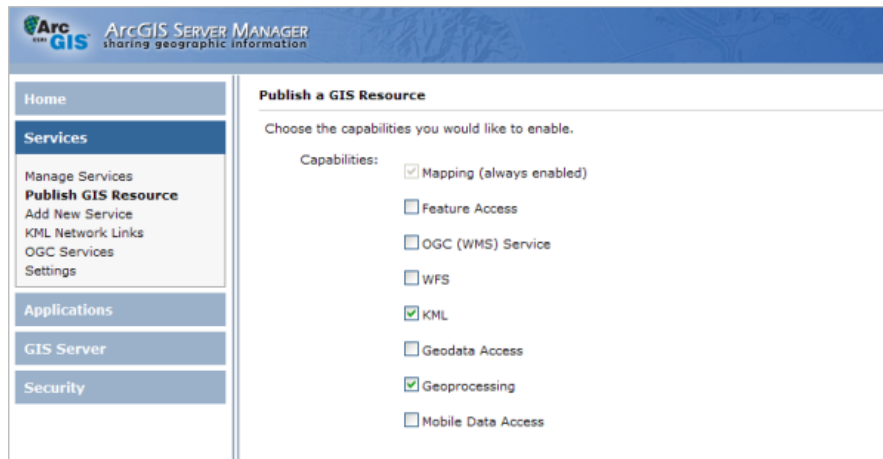 Arc
ESRI GIS
ArcGIS Server Manager
sharing geographic information
Home
Services
Manage Services
Publish GIS Resource
Add New Service
KML Network Links
OGC Services
Settings
Applications
GIS Server
Security
Publish a GIS Resource
Choose the capabilities you would like to enable.
Capabilities:
Mapping (always enabled)
Feature Access
OGC (WMS) Service
WFS
KML
Geodata Access
Geoprocessing
Mobile Data Access